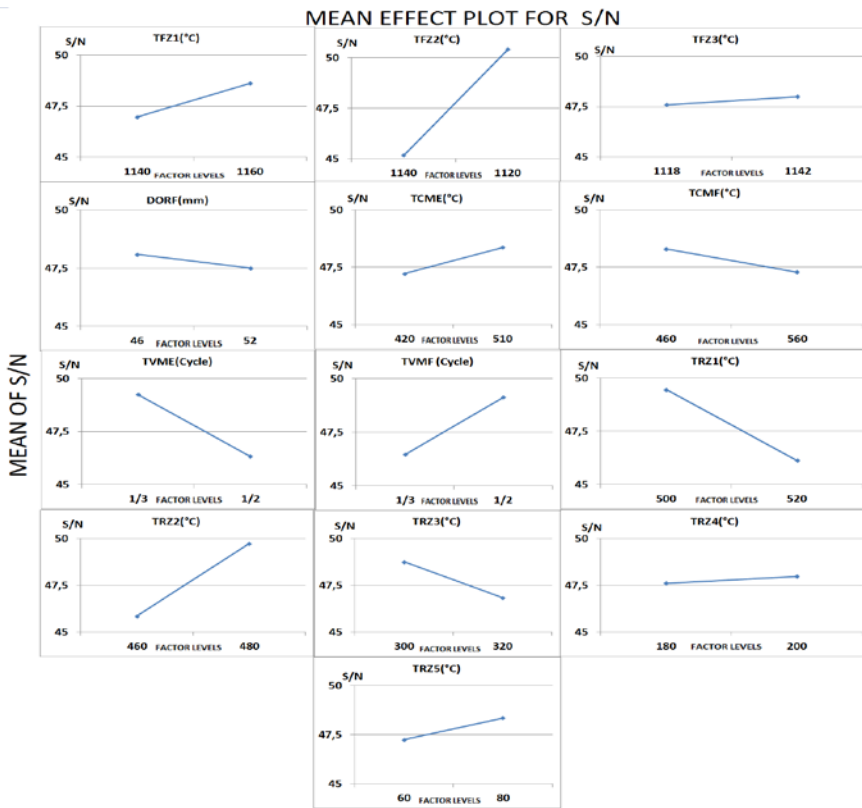 MEAN EFFECT PLOT FOR S/N
MEAN OF S/N
S/N
TFZ1(°C)
50
47,5
45
1140 FACTOR LEVELS 1160
S/N
TFZ2(°C)
50
47,5
45
1140 FACTOR LEVELS 1120
S/N
TFZ3(°C)
50
47,5
45
1118 FACTOR LEVELS 1142
S/N
DORF(mm)
50
47,5
45
46 FACTOR LEVELS 52
S/N
TCME(°C)
50
47,5
45
420 FACTOR LEVELS 510
S/N
TCMF(°C)
50
47,5
45
460 FACTOR LEVELS 560
S/N
TVME(Cycle)
50
47,5
45
1/3 FACTOR LEVELS 1/2
S/N
TVMF(Cycle)
50
47,5
45
1/3 FACTOR LEVELS 1/2
S/N
TRZ1(°C)
50
47,5
45
500 FACTOR LEVELS 520
S/N
TRZ2(°C)
50
47,5
45
460 FACTOR LEVELS 480
S/N
TRZ3(°C)
50
47,5
45
300 FACTOR LEVELS 320
S/N
TRZ4(°C)
50
47,5
45
180 FACTOR LEVELS 200
S/N
TRZ5(°C)
50
47,5
45
60 FACTOR LEVELS 80